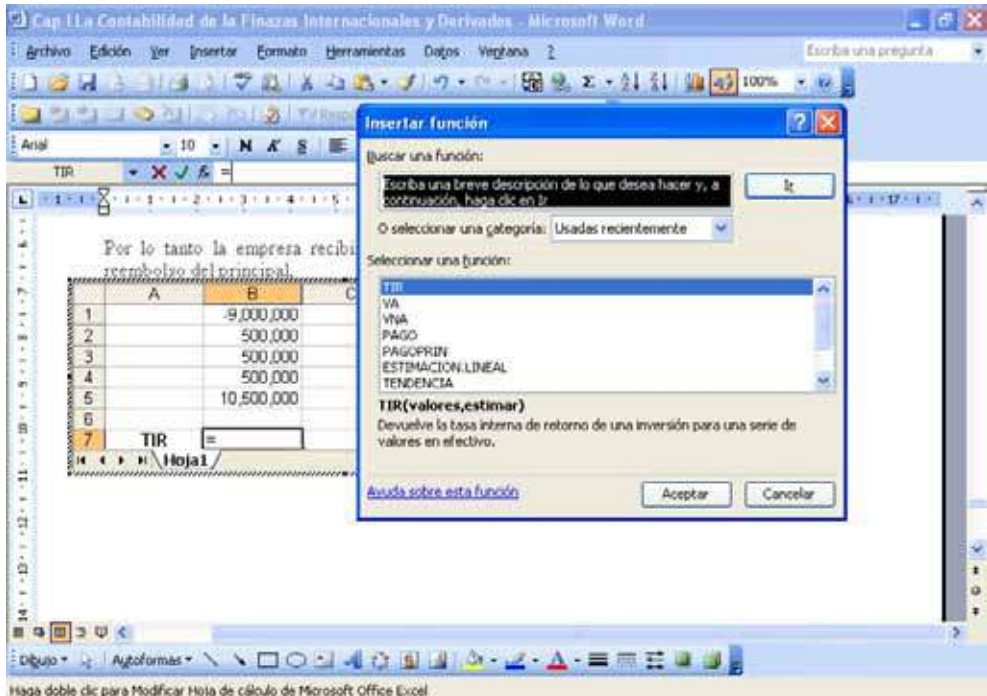 Cap I La Contabilidad de la Finazas Internacionales y Derivados - Microsoft Word
Archivo Edición Ver Insertar Formato Herramientas Datos Ventana ? Escriba una pregunta
100%
Arial 10 N K S
TIR =
Por lo tanto la empresa recibi
reembolso del principal.
A B C
1 -9,000,000
2 500,000
3 500,000
4 500,000
5 10,500,000
6
7 TIR =
Hoja1
Insertar función
Buscar una función:
Escriba una breve descripción de lo que desea hacer y, a
continuación, haga clic en Ir
Ir
O seleccionar una categoría: Usadas recientemente
Seleccionar una función:
TIR
VA
VNA
PAGO
PAGOPRIN
ESTIMACION.LINEAL
TENDENCIA
TIR(valores,estimar)
Devuelve la tasa interna de retorno de una inversión para una serie de
valores en efectivo.
Ayuda sobre esta función Aceptar Cancelar
Dibujo Autoformas
Haga doble clic para Modificar Hoja de cálculo de Microsoft Office Excel